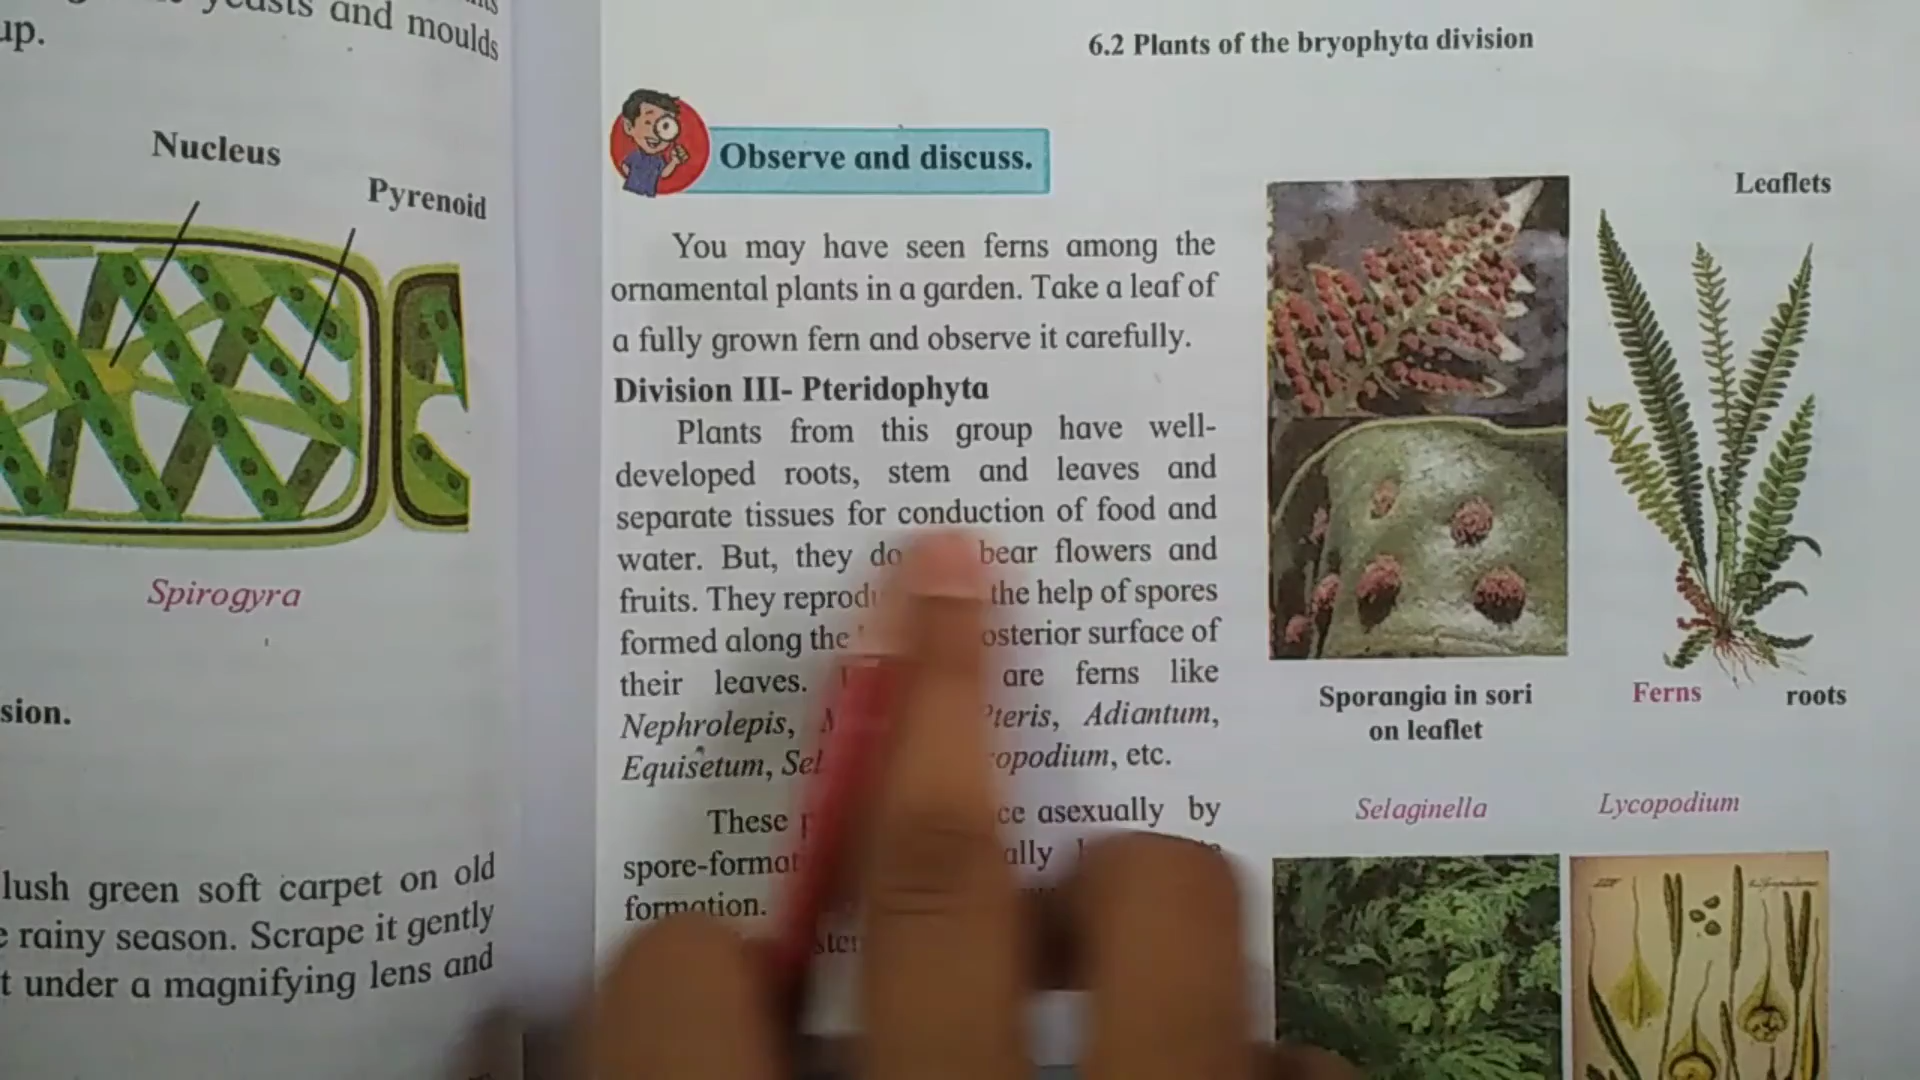 yeasts and moulds
up.
Nucleus
Pyrenoid
Spirogyra
sion.
lush green soft carpet on old
rainy season. Scrape it gently
t under a magnifying lens and
6.2 Plants of the bryophyta division
Observe and discuss.
You may have seen ferns among the
ornamental plants in a garden. Take a leaf of
a fully grown fern and observe it carefully.
Division III- Pteridophyta
Plants from this group have well-
developed roots, stem and leaves and
separate tissues for conduction of food and
water. But, they do bear flowers and
fruits. They the help of spores
formed along the surface of
their leaves. are ferns like
Nephrolepis, Adiantum,
Equisetum, etc.
These asexually by
formation.
Leaflets
Sporangia in sori
on leaflet
Ferns
roots
Selaginella
Lycopodium